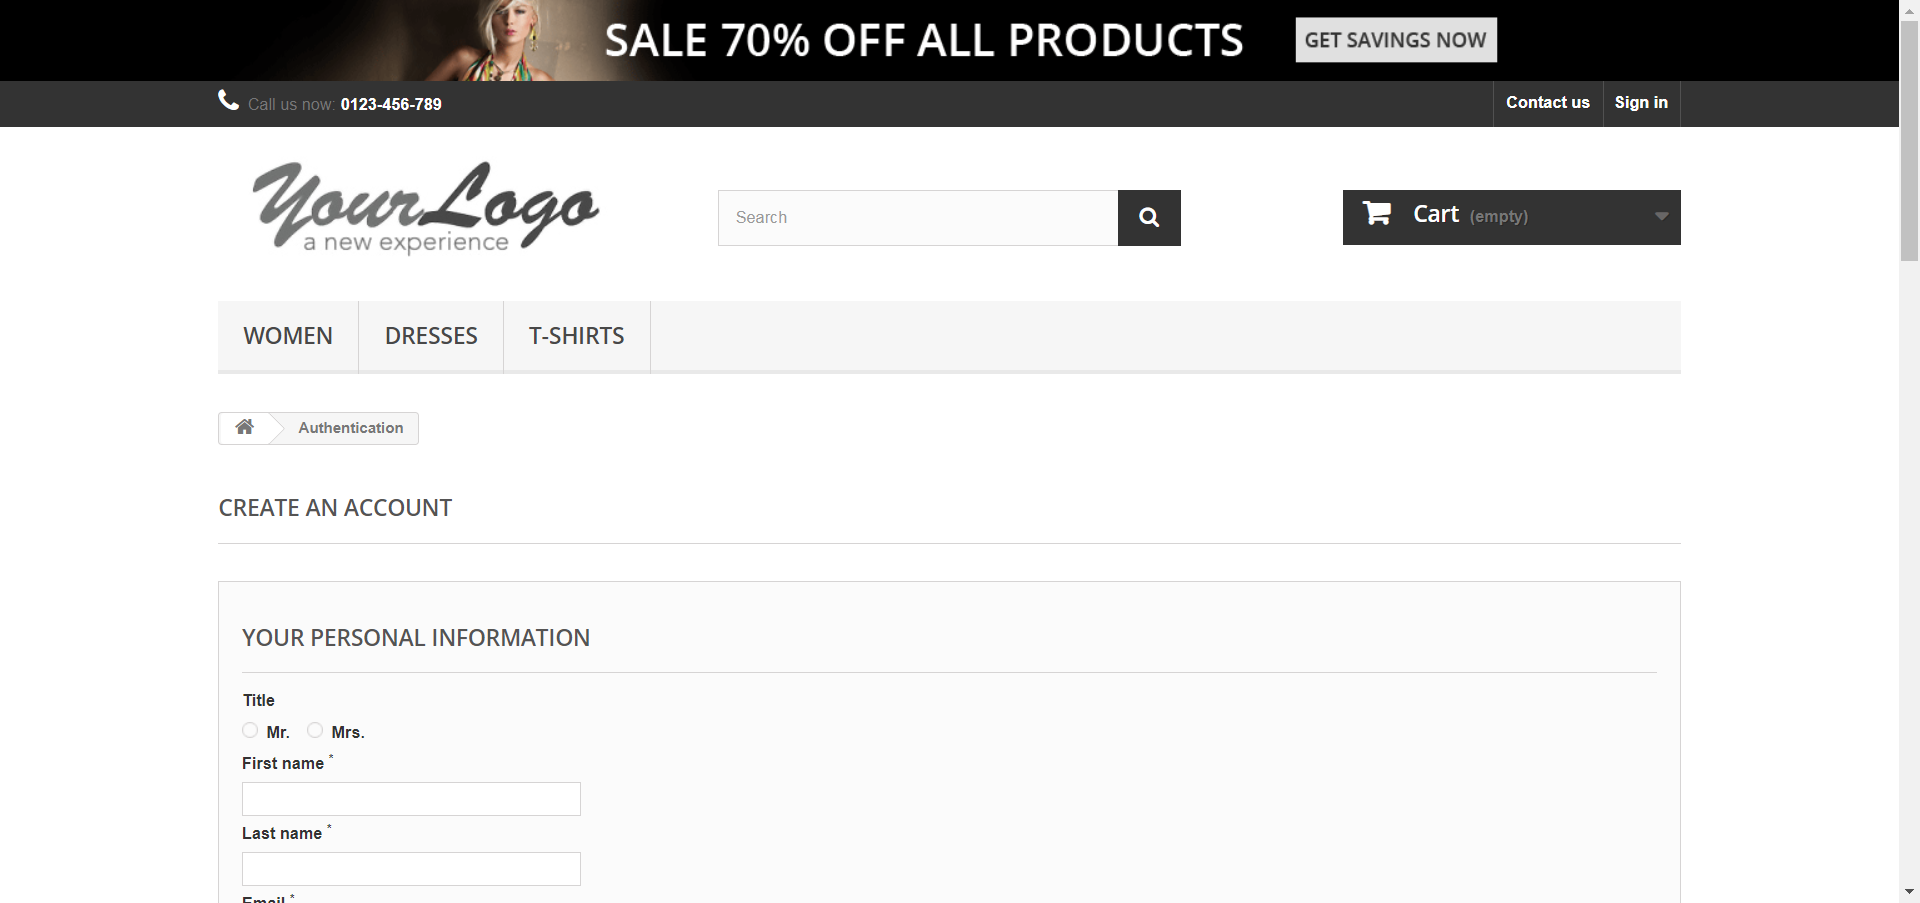 SALE 70% OFF ALL PRODUCTS GET SAVINGS NOW
Call us now: 0123-456-789 Contact us Sign in
Your Logo
a new experience
Search
Cart (empty)
WOMEN DRESSES T-SHIRTS
Authentication
CREATE AN ACCOUNT
YOUR PERSONAL INFORMATION
Title
Mr. Mrs.
First name *
Last name *
Email *